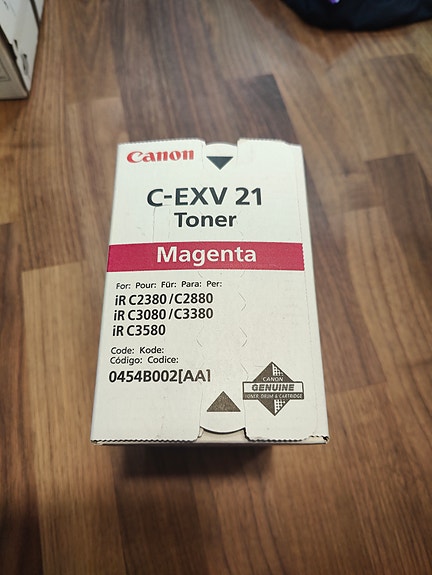 Canon
C-EXV 21
Toner
Magenta
For: Pour: Für: Para: Per:
iR C2380/C2880
iR C3080/C3380
iR C3580
Code: Kode:
Código: Codice:
0454B002[AA]
CANON
GENUINE
TONER, DRUM & CARTRIDGE